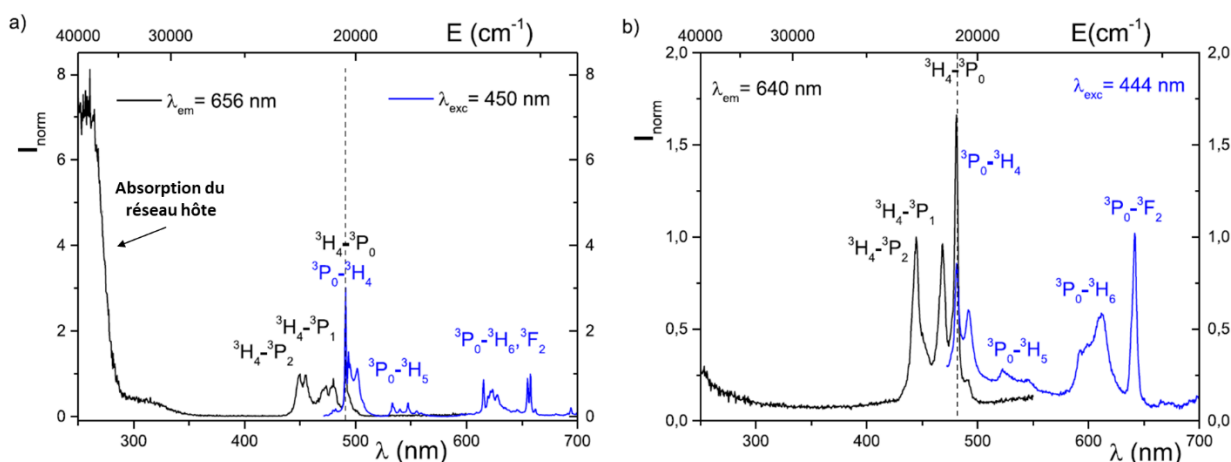 a)
40000 30000 20000 E (cm⁻¹)
8
6
4
2
0
I_norm
λ_em= 656 nm
λ_exc= 450 nm
Absorption du
réseau hôte
³H₄-³P₀
³P₀-³H₄
³H₄-³P₁
³H₄-³P₂
³P₀-³H₅
³P₀-³H₆,³F₂
8
6
4
2
0
300 400 500 600 700
λ (nm)
b)
40000 30000 20000 E(cm⁻¹)
2,0
1,5
1,0
0,5
0,0
I_norm
³H₄-³P₀
λ_em= 640 nm
λ_exc= 444 nm
³P₀-³H₄
³H₄-³P₁
³H₄-³P₂
³P₀-³F₂
³P₀-³H₆
³P₀-³H₅
2,0
1,5
1,0
0,5
0,0
300 400 500 600 700
λ (nm)